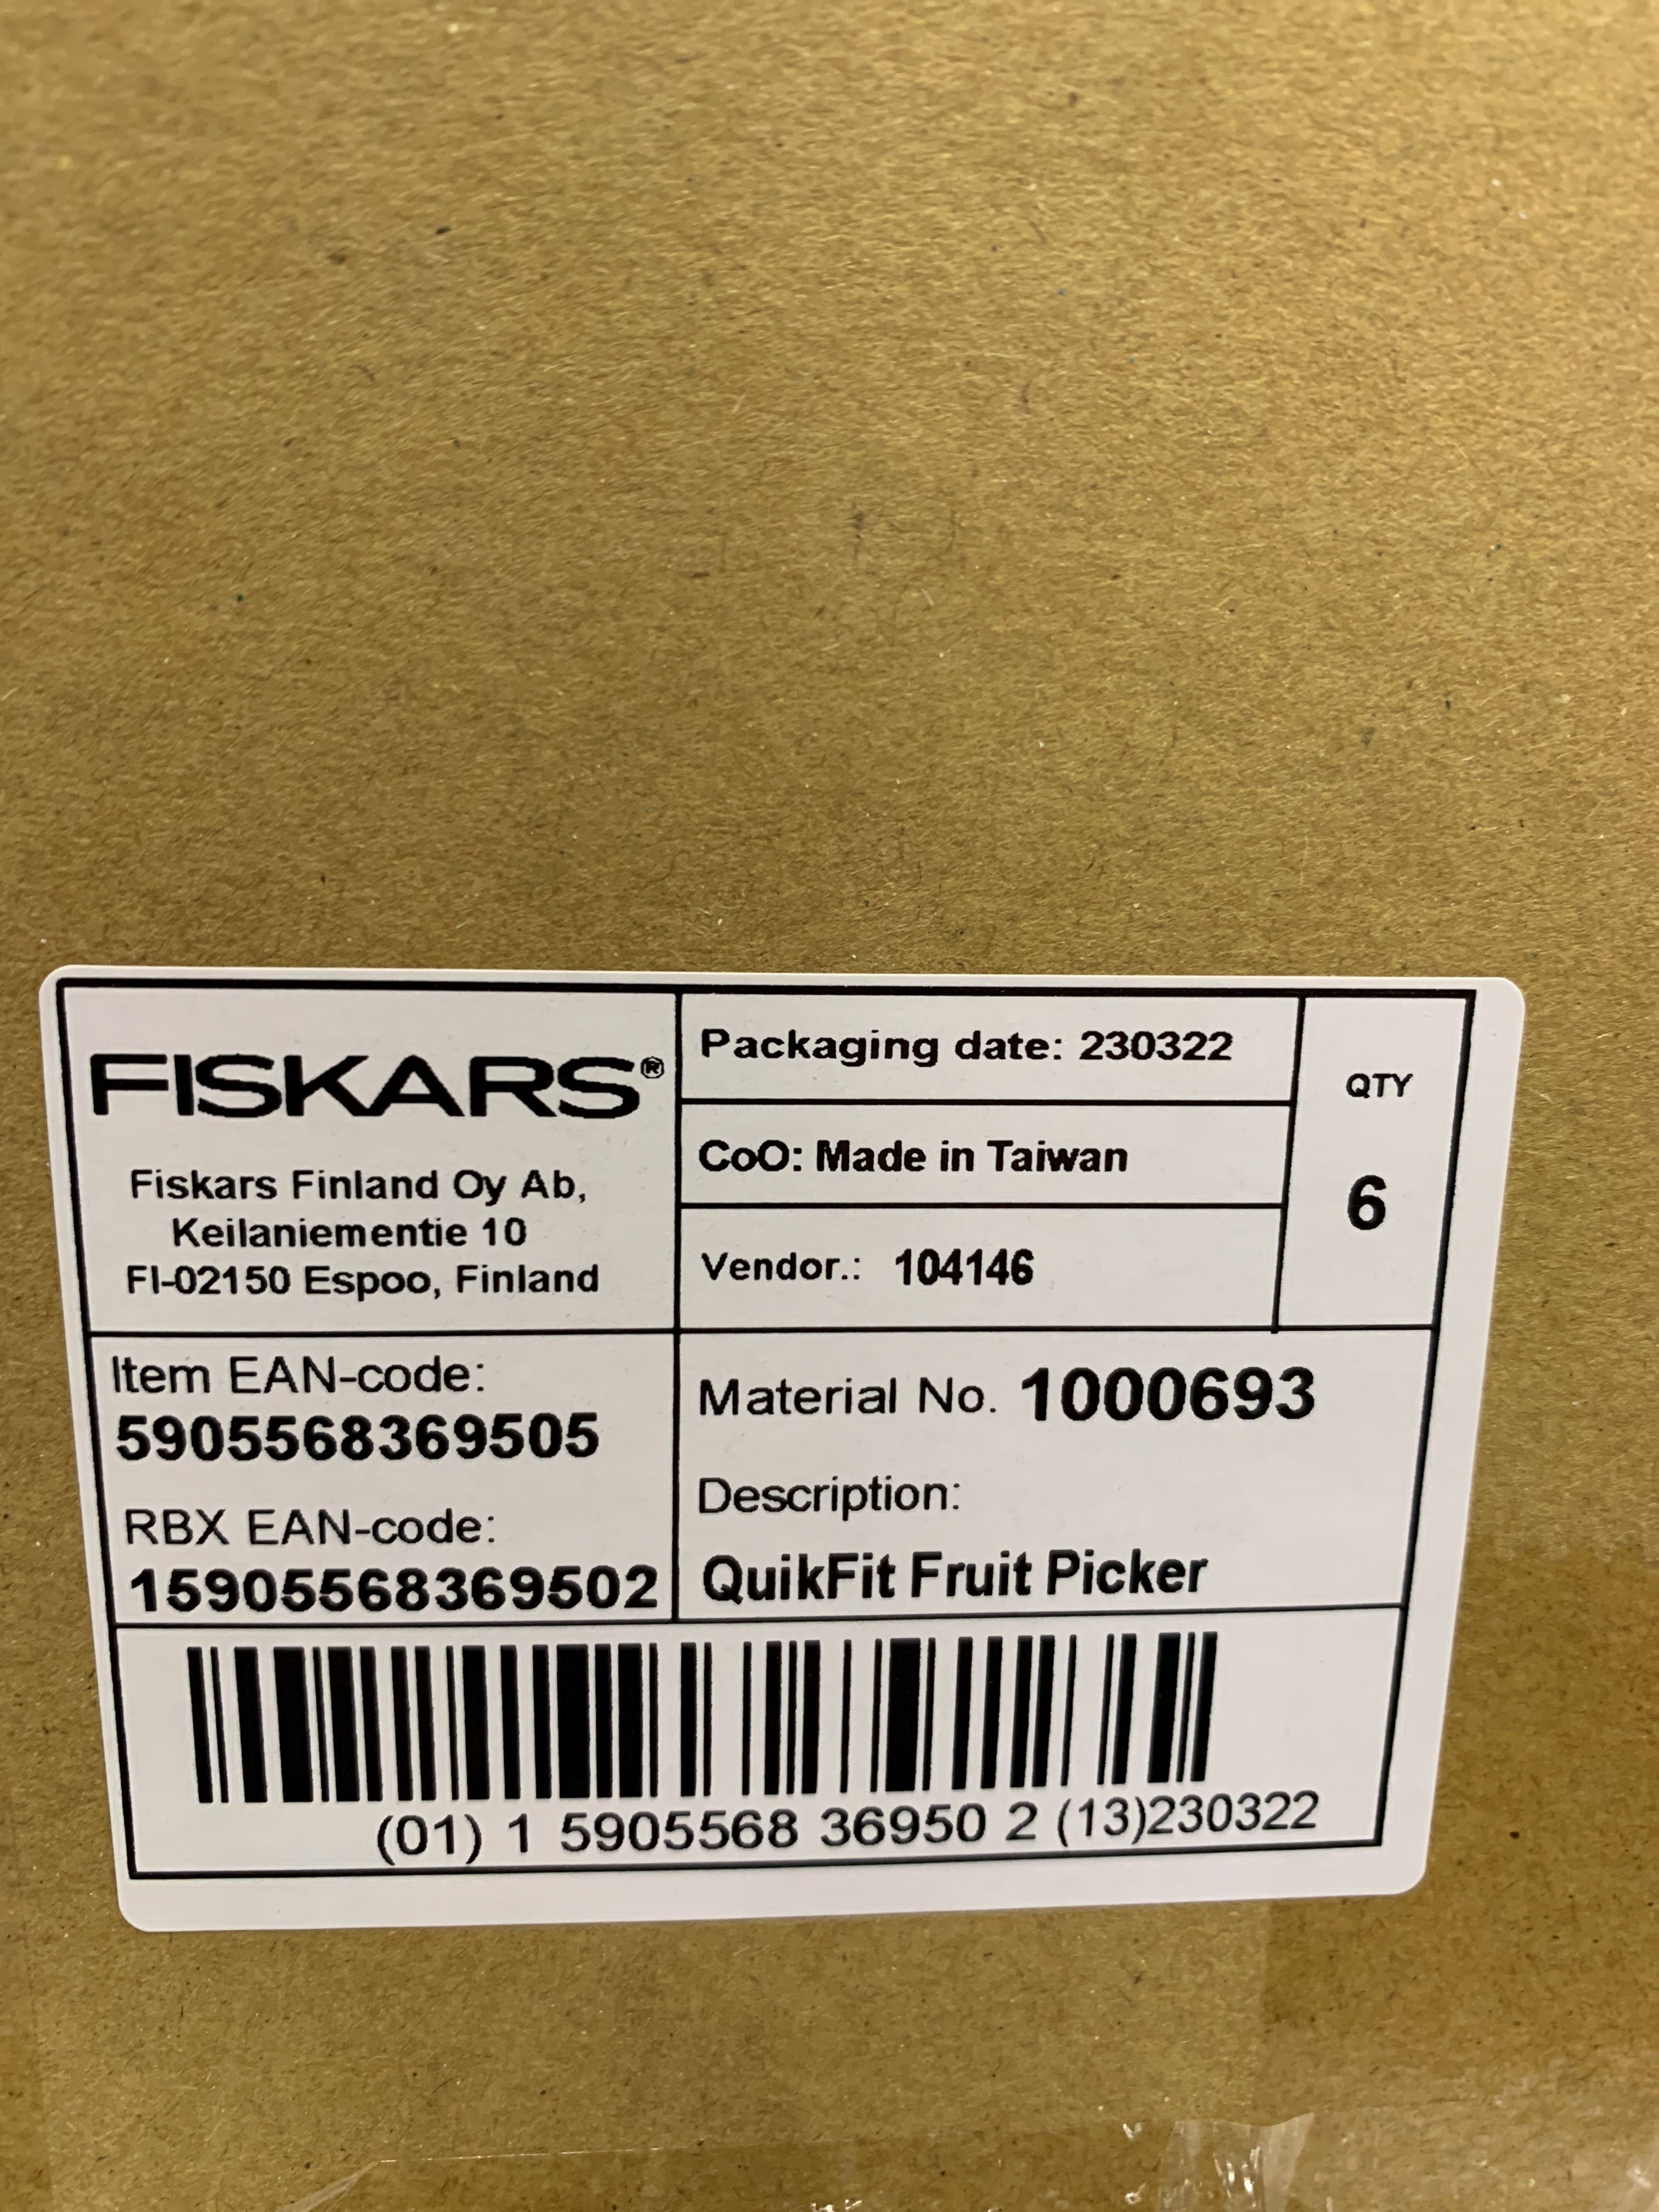 FISKARS®
Fiskars Finland Oy Ab,
Keilaniementie 10
FI-02150 Espoo, Finland
Packaging date: 230322
CoO: Made in Taiwan
Vendor.: 104146
QTY
6
Item EAN-code:
5905568369505
RBX EAN-code:
15905568369502
Material No. 1000693
Description:
QuikFit Fruit Picker
(01) 1 5905568 36950 2 (13)230322